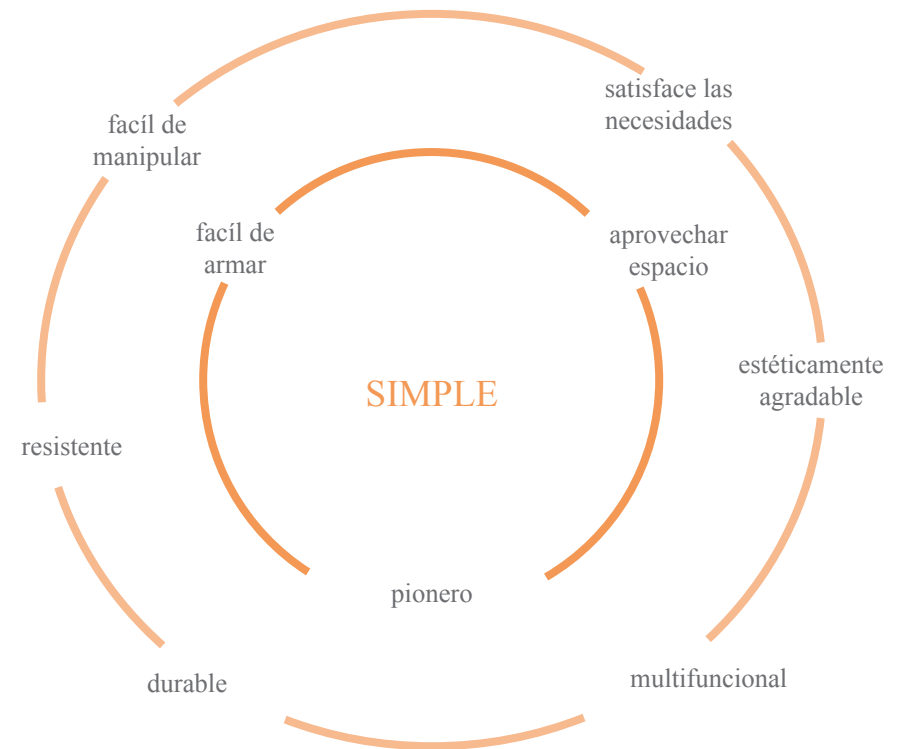 satisface las
necesidades
facíl de
manipular
facíl de
armar
aprovechar
espacio
estéticamente
agradable
SIMPLE
resistente
pionero
multifuncional
durable